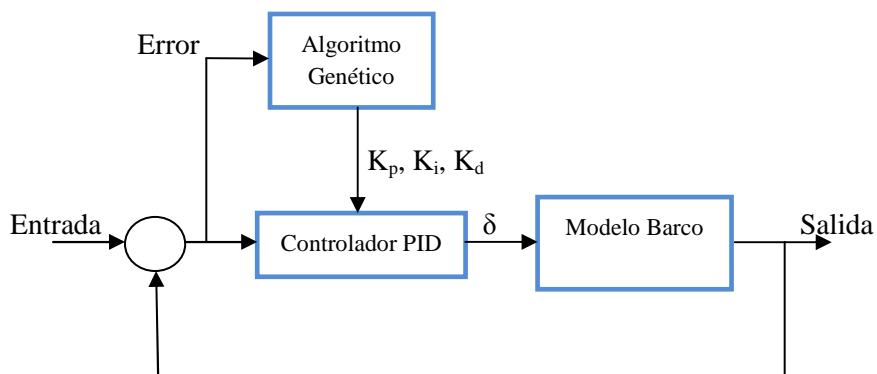 Error
Algoritmo
Genético
Kp, Ki, Kd
Entrada
Controlador PID
δ
Modelo Barco
Salida